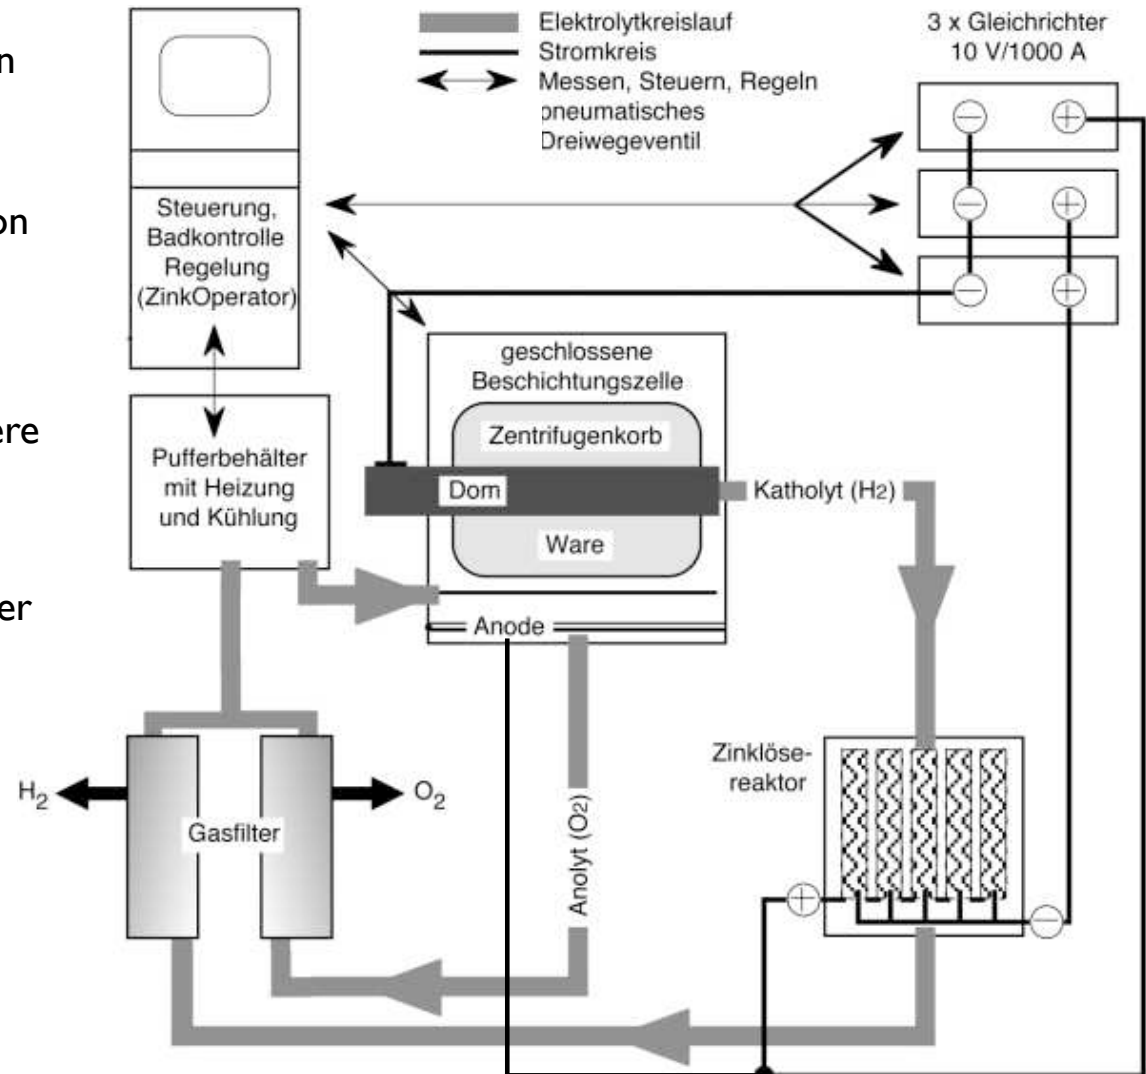 n
on
ere
er
Elektrolytkreislauf
Stromkreis
Messen, Steuern, Regeln
pneumatisches
Dreiwegeventil
3 x Gleichrichter
10 V/1000 A
− +
− +
− +
Steuerung,
Badkontrolle
Regelung
(ZinkOperator)
geschlossene
Beschichtungszelle
Zentrifugenkorb
Dorn
Ware
Anode
Pufferbehälter
mit Heizung
und Kühlung
Katholyt (H2)
Zinklöse-
reaktor
+
−
Anolyt (O2)
H2
O2
Gasfilter